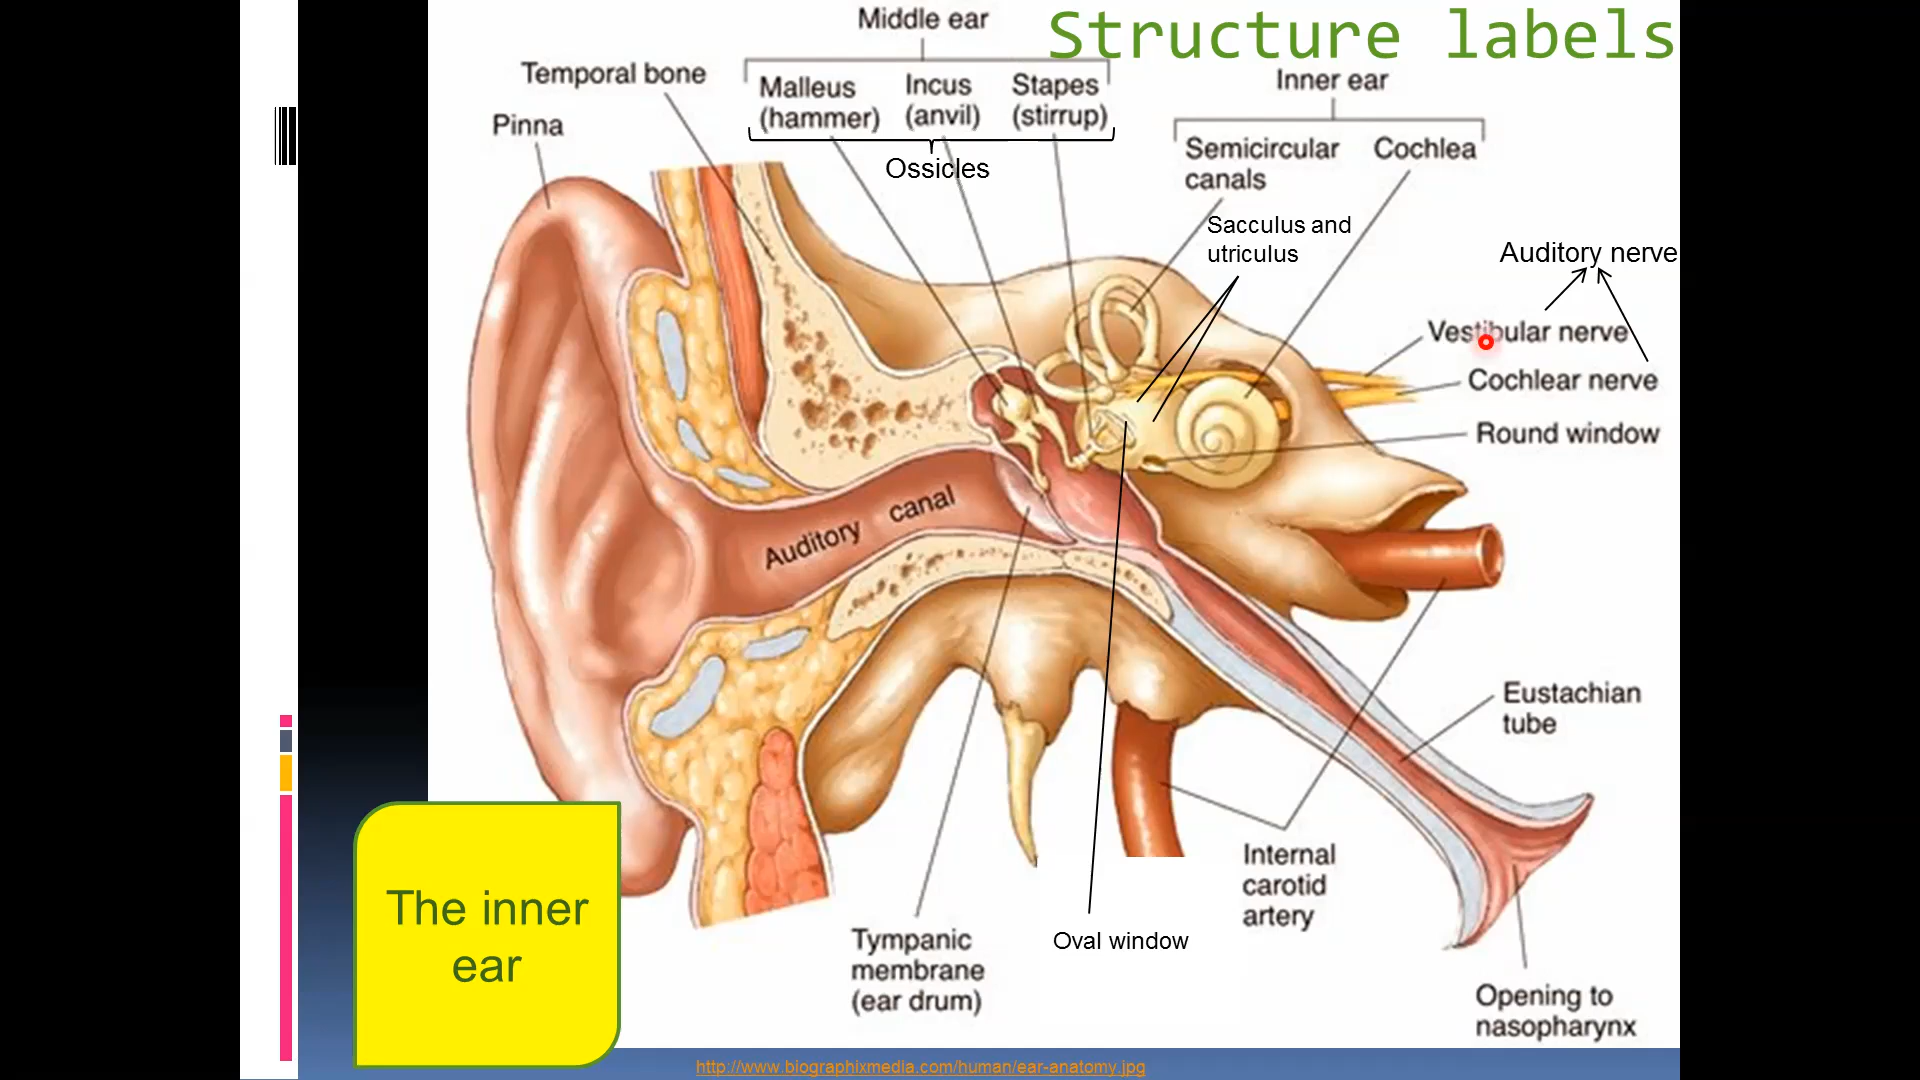 Structure labels
Middle ear
Temporal bone
Malleus
(hammer)
Incus
(anvil)
Stapes
(stirrup)
Ossicles
Pinna
Inner ear
Semicircular
canals
Cochlea
Sacculus and
utriculus
Auditory nerve
Vestibular nerve
Cochlear nerve
Round window
Auditory canal
Eustachian
tube
Internal
carotid
artery
Oval window
Tympanic
membrane
(ear drum)
Opening to
nasopharynx
The inner
ear
http://www.biographixmedia.com/human/ear-anatomy.jpg